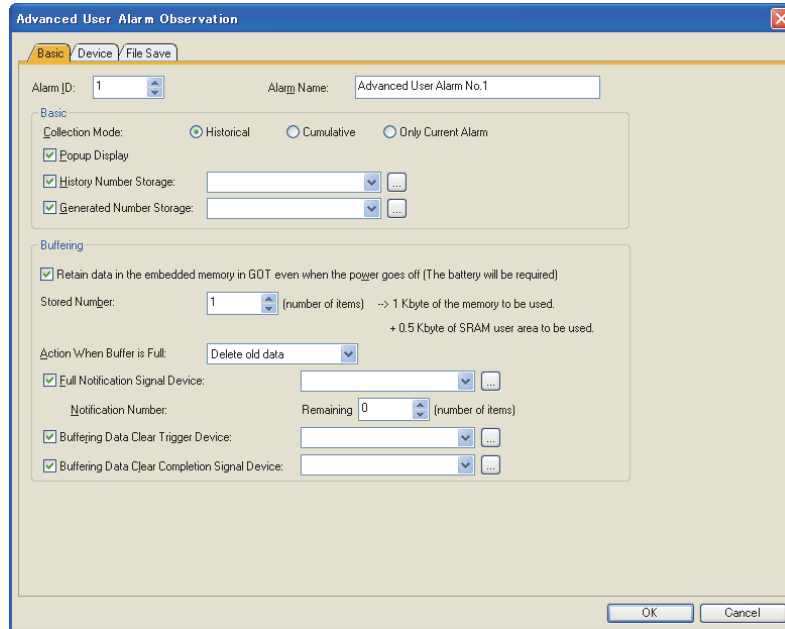 Advanced User Alarm Observation
Basic Device File Save
Alarm ID: 1 Alarm Name: Advanced User Alarm No.1
Basic
Collection Mode: Historical Cumulative Only Current Alarm
Popup Display
History Number Storage: ...
Generated Number Storage: ...
Buffering
Retain data in the embedded memory in GOT even when the power goes off (The battery will be required)
Stored Number: 1 (number of items) --> 1 Kbyte of the memory to be used.
+ 0.5 Kbyte of SRAM user area to be used.
Action When Buffer is Full: Delete old data
Full Notification Signal Device: ...
Notification Number: Remaining 0 (number of items)
Buffering Data Clear Trigger Device: ...
Buffering Data Clear Completion Signal Device: ...
OK Cancel